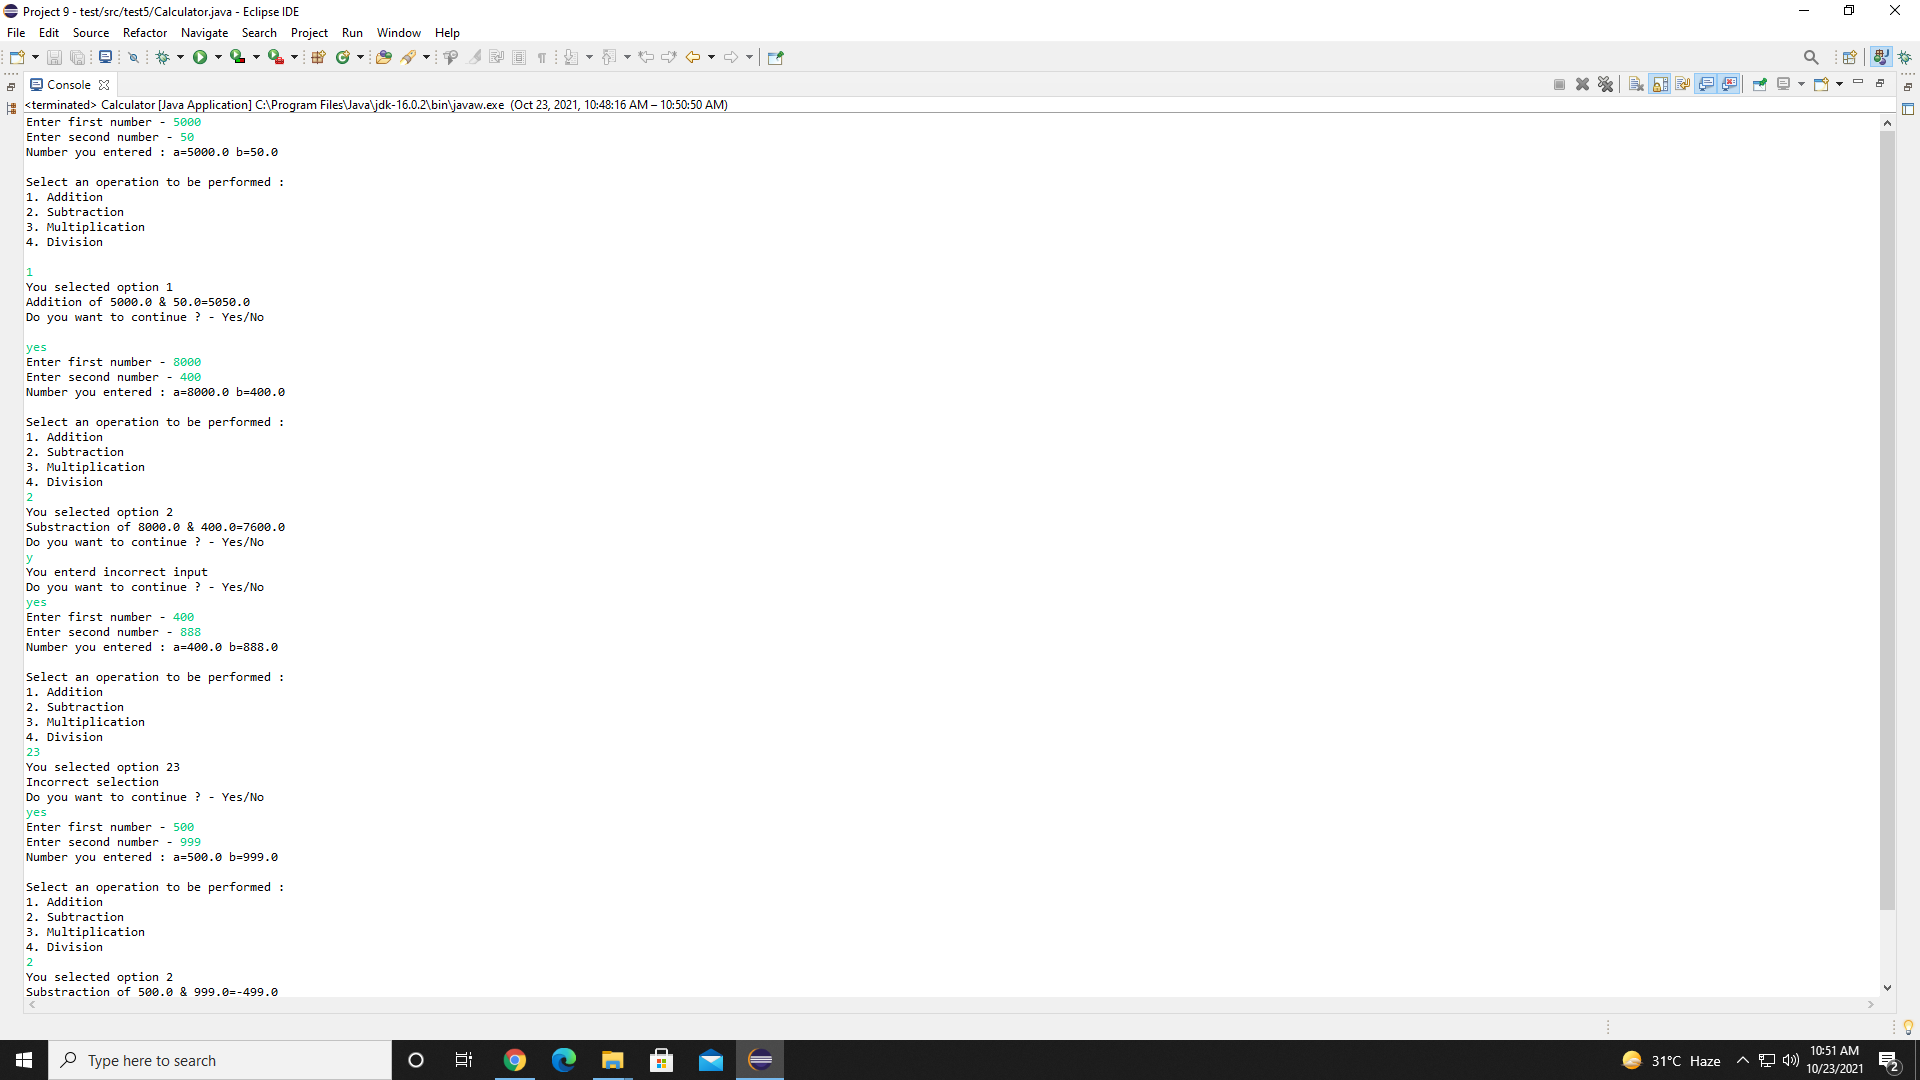 Project 9 - test/src/test5/Calculator.java - Eclipse IDE
File Edit Source Refactor Navigate Search Project Run Window Help
Console
<terminated> Calculator [Java Application] C:\Program Files\Java\jdk-16.0.2\bin\javaw.exe (Oct 23, 2021, 10:48:16 AM – 10:50:50 AM)
Enter first number - 5000
Enter second number - 50
Number you entered : a=5000.0 b=50.0
Select an operation to be performed :
1. Addition
2. Subtraction
3. Multiplication
4. Division
1
You selected option 1
Addition of 5000.0 & 50.0=5050.0
Do you want to continue ? - Yes/No
yes
Enter first number - 8000
Enter second number - 400
Number you entered : a=8000.0 b=400.0
Select an operation to be performed :
1. Addition
2. Subtraction
3. Multiplication
4. Division
2
You selected option 2
Substraction of 8000.0 & 400.0=7600.0
Do you want to continue ? - Yes/No
y
You enterd incorrect input
Do you want to continue ? - Yes/No
yes
Enter first number - 400
Enter second number - 888
Number you entered : a=400.0 b=888.0
Select an operation to be performed :
1. Addition
2. Subtraction
3. Multiplication
4. Division
23
You selected option 23
Incorrect selection
Do you want to continue ? - Yes/No
yes
Enter first number - 500
Enter second number - 999
Number you entered : a=500.0 b=999.0
Select an operation to be performed :
1. Addition
2. Subtraction
3. Multiplication
4. Division
2
You selected option 2
Substraction of 500.0 & 999.0=-499.0
Type here to search
31°C Haze
10:51 AM
10/23/2021
2